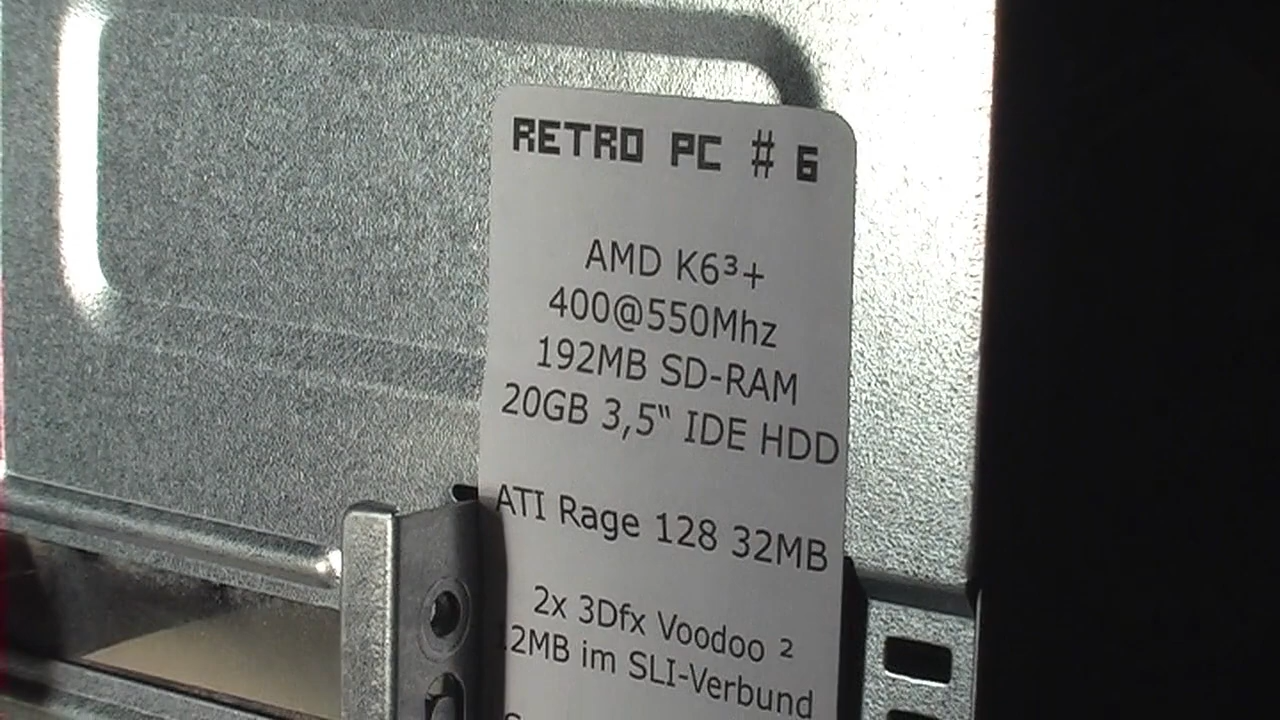 RETRO PC # 6
AMD K6³+
400@550Mhz
192MB SD-RAM
20GB 3,5“ IDE HDD
ATI Rage 128 32MB
2x 3Dfx Voodoo ²
2MB im SLI-Verbund